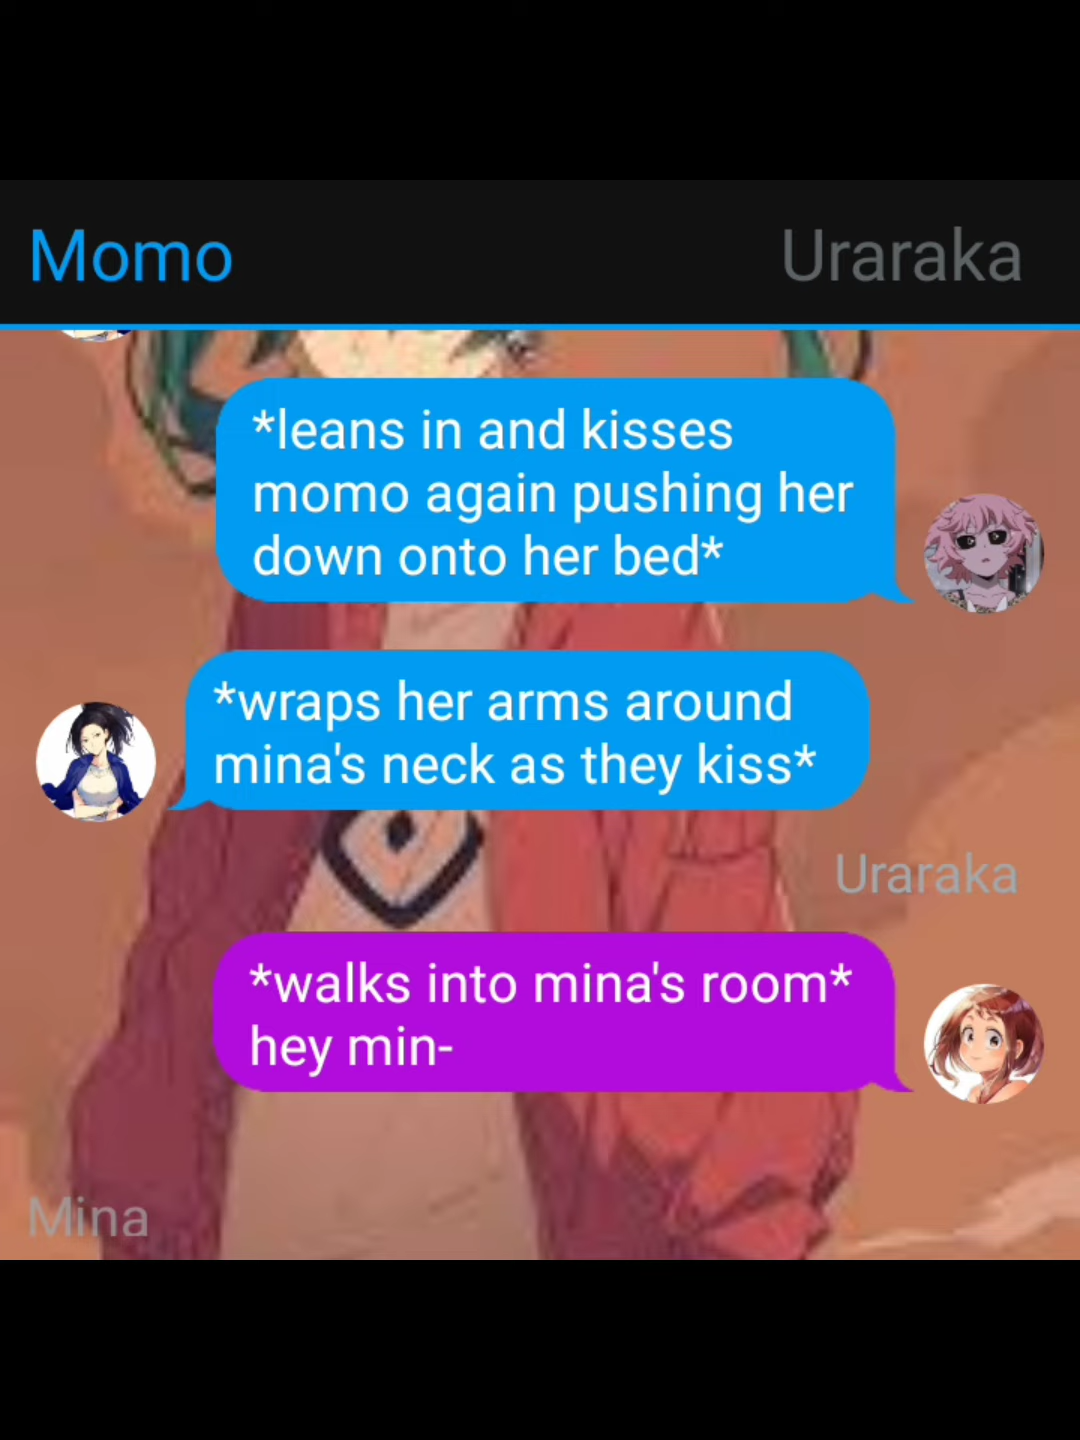 Momo Uraraka
*leans in and kisses
momo again pushing her
down onto her bed*
*wraps her arms around
mina's neck as they kiss*
Uraraka
*walks into mina's room*
hey min-
Mina